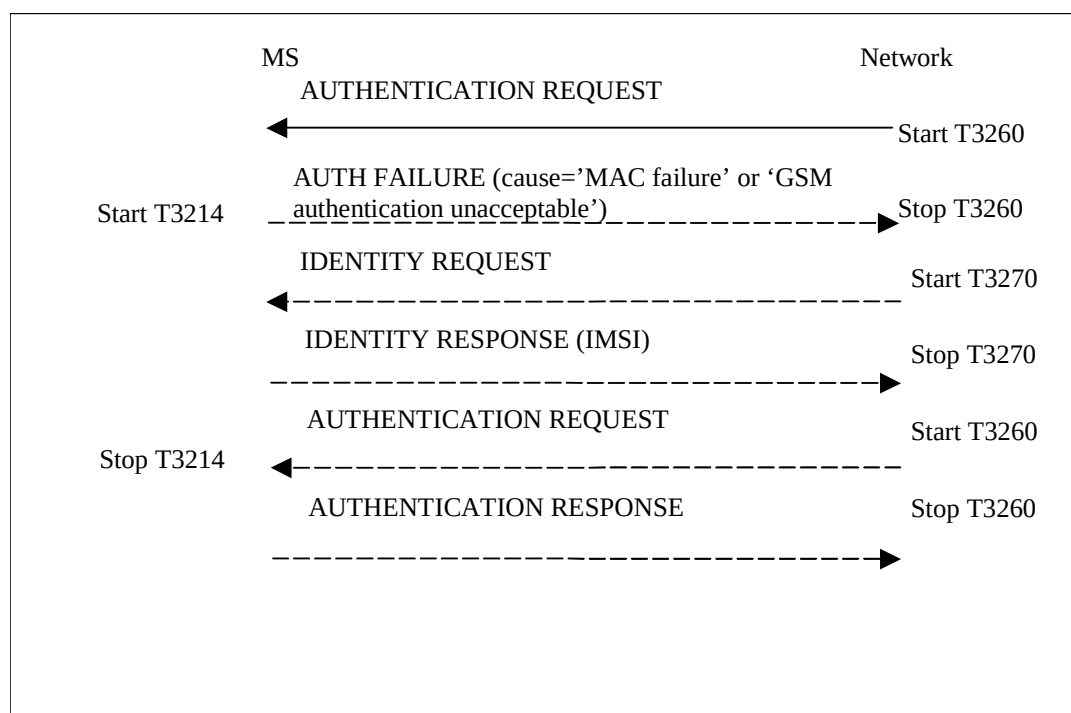 MS Network
AUTHENTICATION REQUEST
Start T3260
AUTH FAILURE (cause=’MAC failure’ or ‘GSM
authentication unacceptable’)
Start T3214
Stop T3260
IDENTITY REQUEST
Start T3270
IDENTITY RESPONSE (IMSI)
Stop T3270
AUTHENTICATION REQUEST
Start T3260
Stop T3214
AUTHENTICATION RESPONSE
Stop T3260